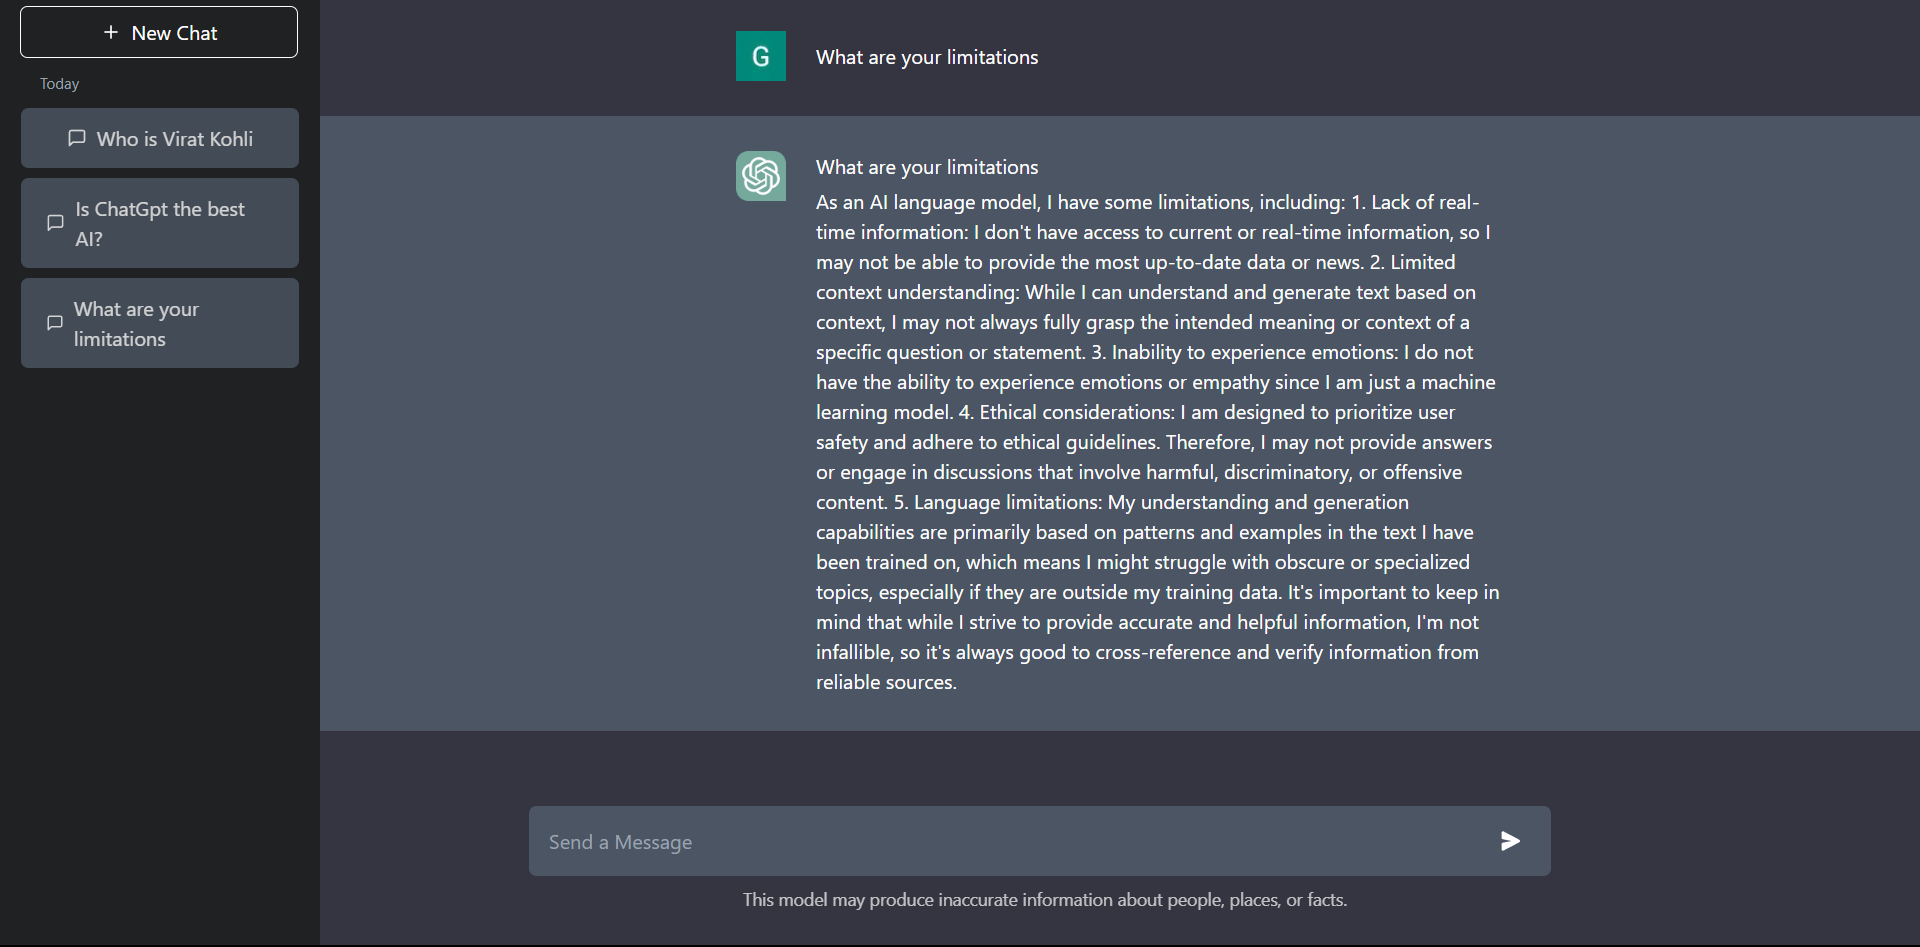 + New Chat
Today
Who is Virat Kohli
Is ChatGpt the best
AI?
What are your
limitations
G
What are your limitations
What are your limitations
As an AI language model, I have some limitations, including: 1. Lack of real-
time information: I don't have access to current or real-time information, so I
may not be able to provide the most up-to-date data or news. 2. Limited
context understanding: While I can understand and generate text based on
context, I may not always fully grasp the intended meaning or context of a
specific question or statement. 3. Inability to experience emotions: I do not
have the ability to experience emotions or empathy since I am just a machine
learning model. 4. Ethical considerations: I am designed to prioritize user
safety and adhere to ethical guidelines. Therefore, I may not provide answers
or engage in discussions that involve harmful, discriminatory, or offensive
content. 5. Language limitations: My understanding and generation
capabilities are primarily based on patterns and examples in the text I have
been trained on, which means I might struggle with obscure or specialized
topics, especially if they are outside my training data. It's important to keep in
mind that while I strive to provide accurate and helpful information, I'm not
infallible, so it's always good to cross-reference and verify information from
reliable sources.
Send a Message
This model may produce inaccurate information about people, places, or facts.